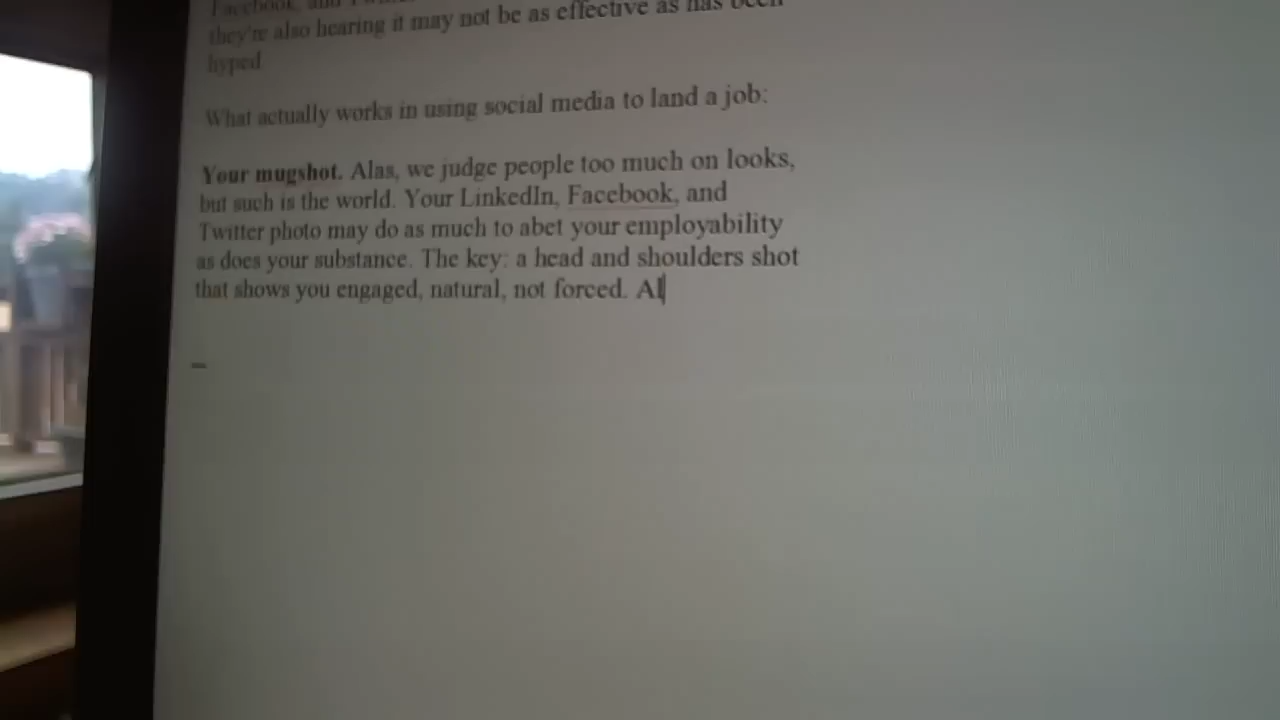 Facebook, and
they're also hearing it may not be as effective as has been
hyped
What actually works in using social media to land a job:
Your mugshot. Alas, we judge people too much on looks,
but such is the world. Your LinkedIn, Facebook, and
Twitter photo may do as much to abet your employability
as does your substance. The key: a head and shoulders shot
that shows you engaged, natural, not forced. Al